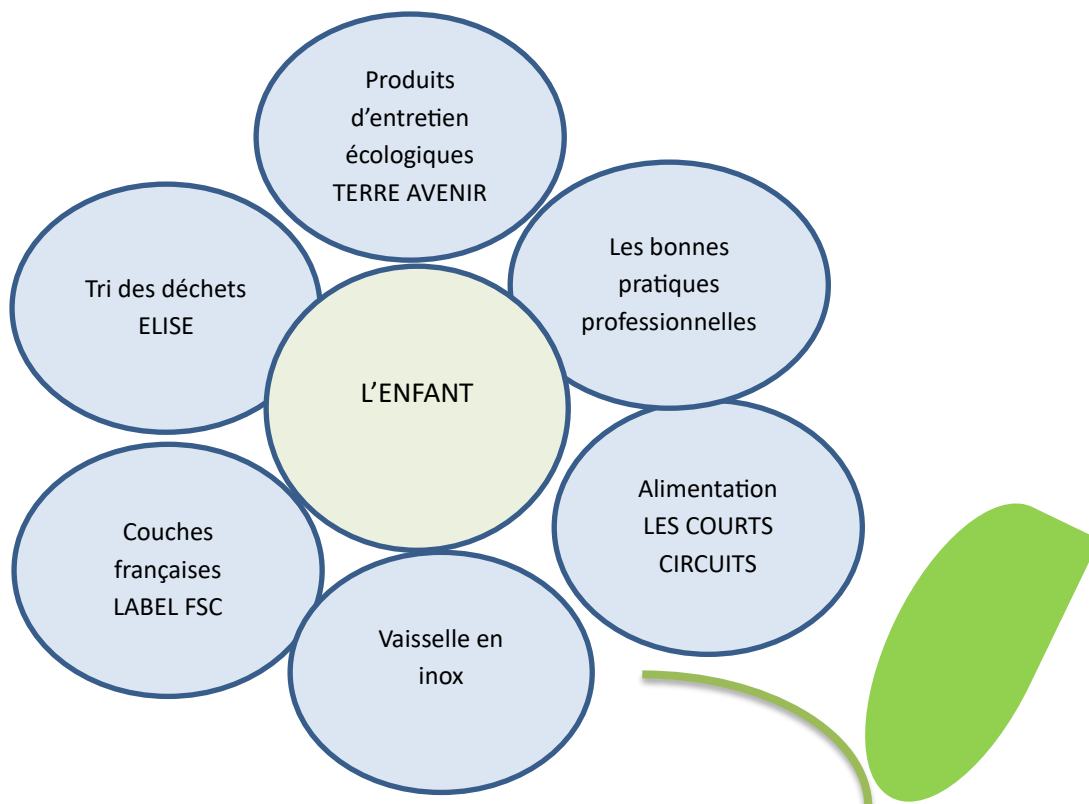 Produits
d’entretien
écologiques
TERRE AVENIR
Les bonnes
pratiques
professionnelles
Tri des déchets
ELISE
L’ENFANT
Alimentation
LES COURTS
CIRCUITS
Couches
françaises
LABEL FSC
Vaisselle en
inox